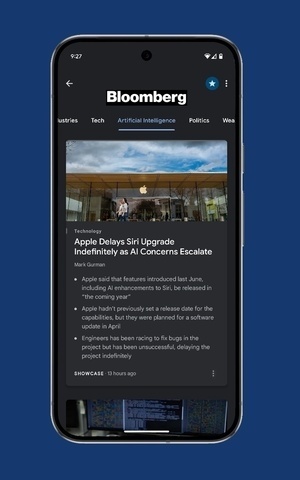 9:27
Bloomberg
ustries Tech Artificial Intelligence Politics Wea
Technology
Apple Delays Siri Upgrade
Indefinitely as AI Concerns Escalate
Mark Gurman
• Apple said that features introduced last June,
including AI enhancements to Siri, be released in
"the coming year"
• Apple hadn't previously set a release date for the
capabilities, but they were planned for a software
update in April
• Engineers has been racing to fix bugs in the
project but has been unsuccessful, delaying the
project indefinitely
SHOWCASE · 13 hours ago